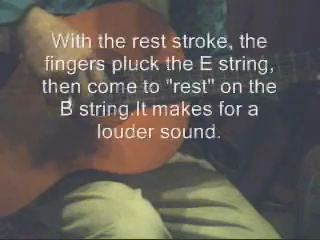 With the rest stroke, the
fingers pluck the E string,
then come to "rest" on the
B string.It makes for a
louder sound.